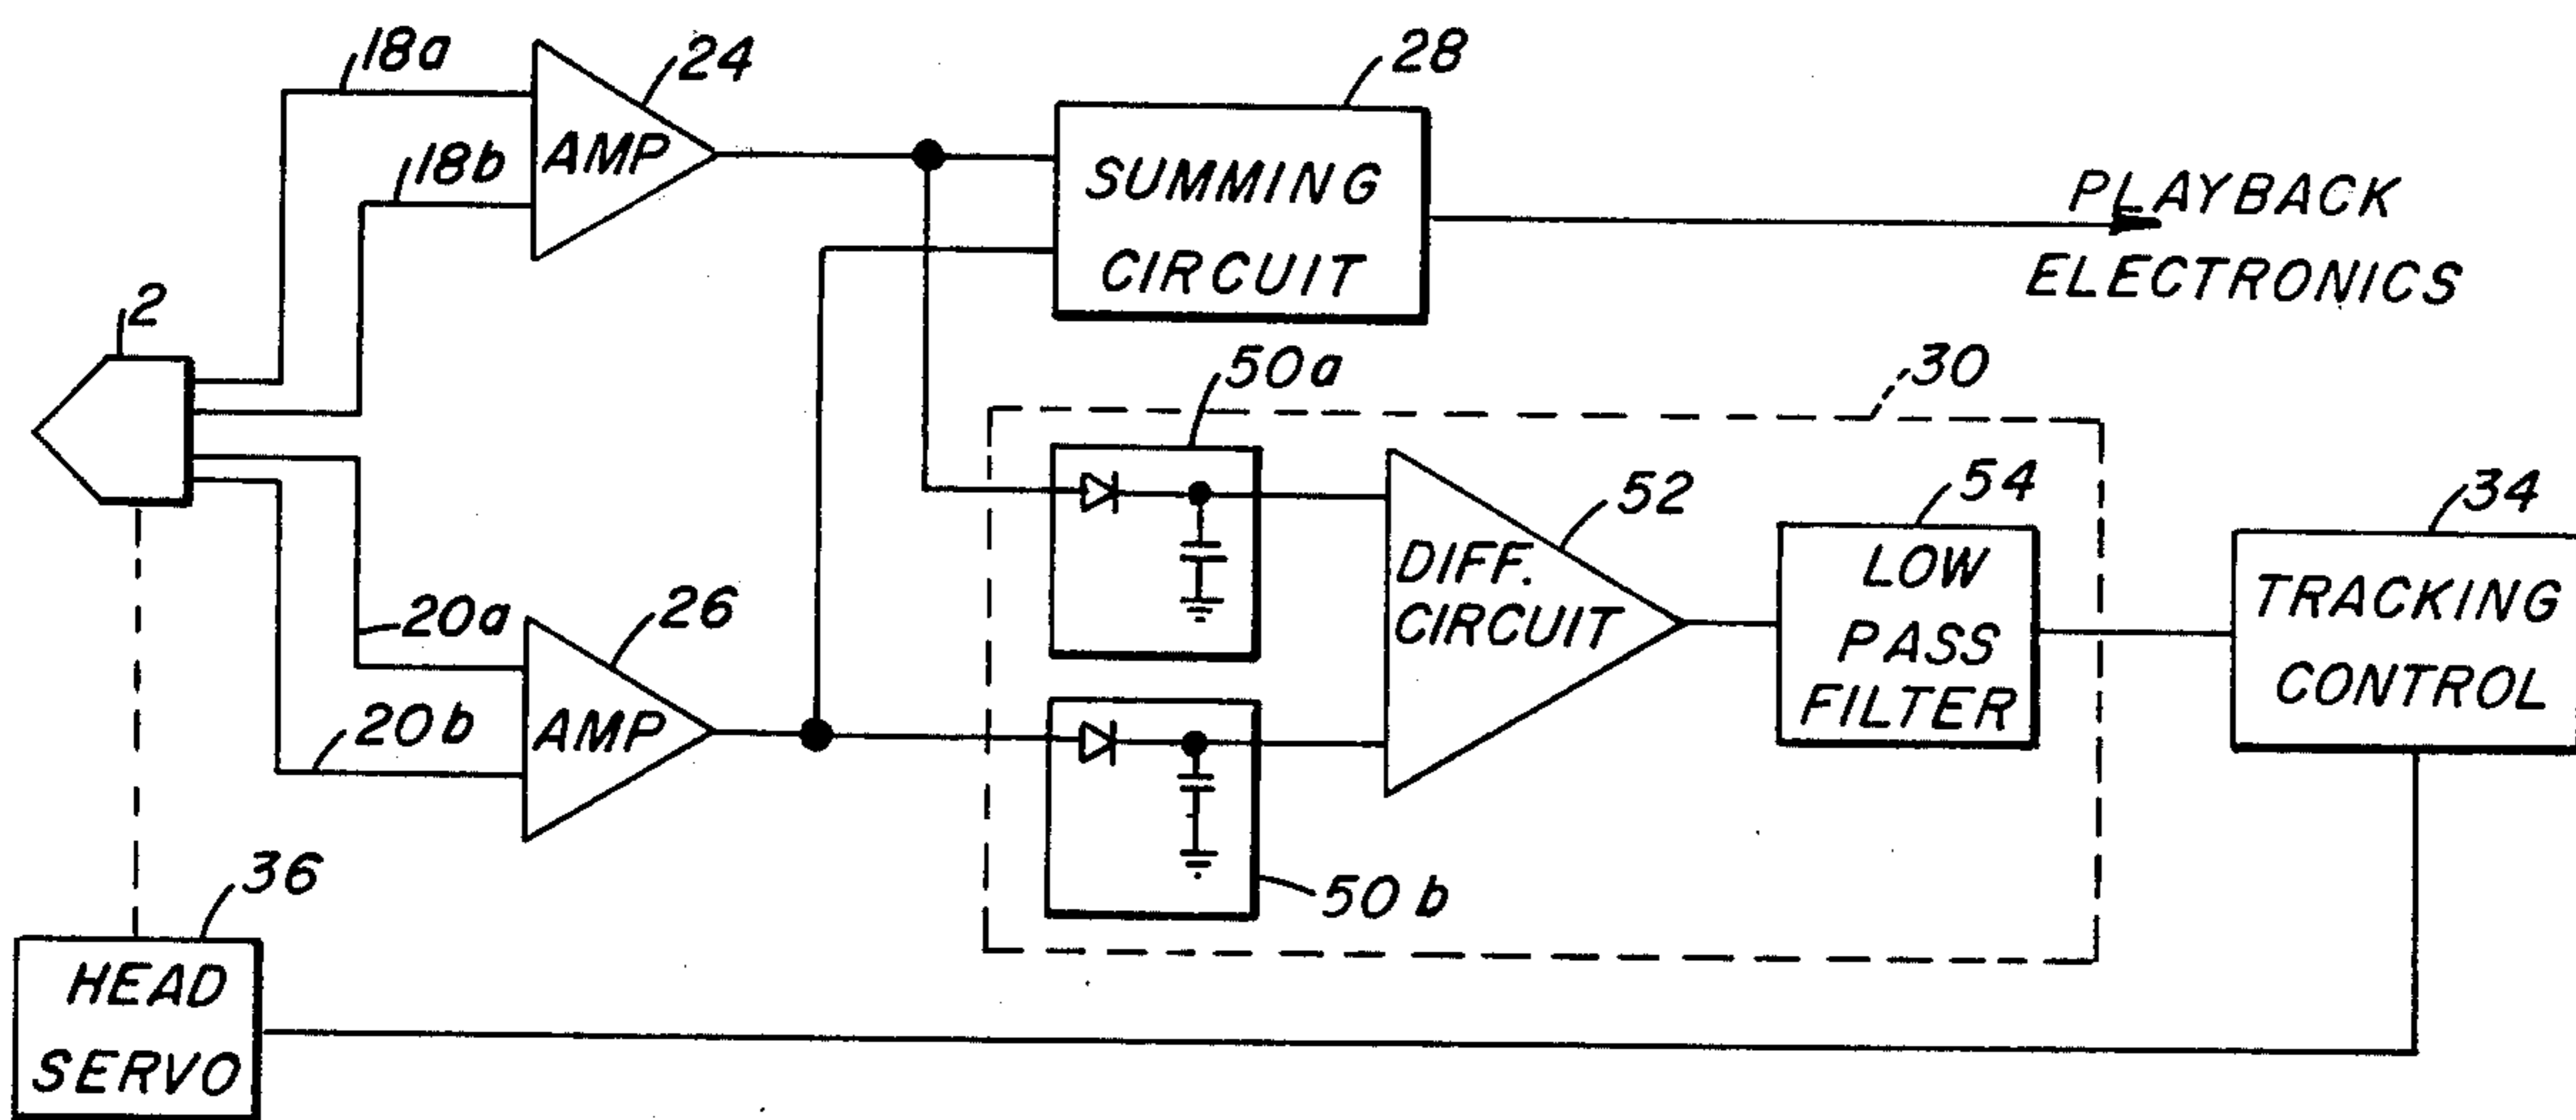 18a
24
28
AMP
18b
SUMMING
CIRCUIT
PLAYBACK
ELECTRONICS
2
50a
30
52
54
34
DIFF.
CIRCUIT
LOW
PASS
FILTER
TRACKING
CONTROL
20a
26
20b
AMP
50b
36
HEAD
SERVO